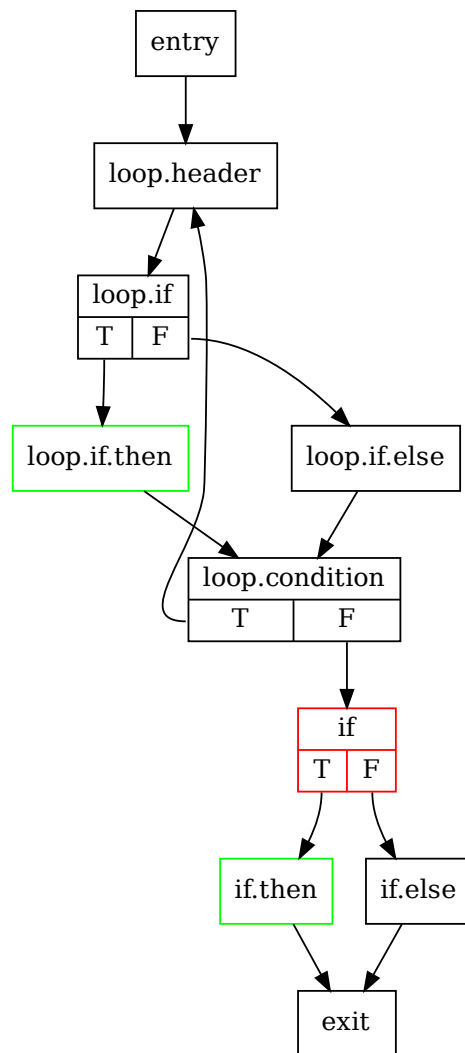 entry
loop.header
loop.if
T F
loop.if.then
loop.if.else
loop.condition
T F
if
T F
if.then
if.else
exit